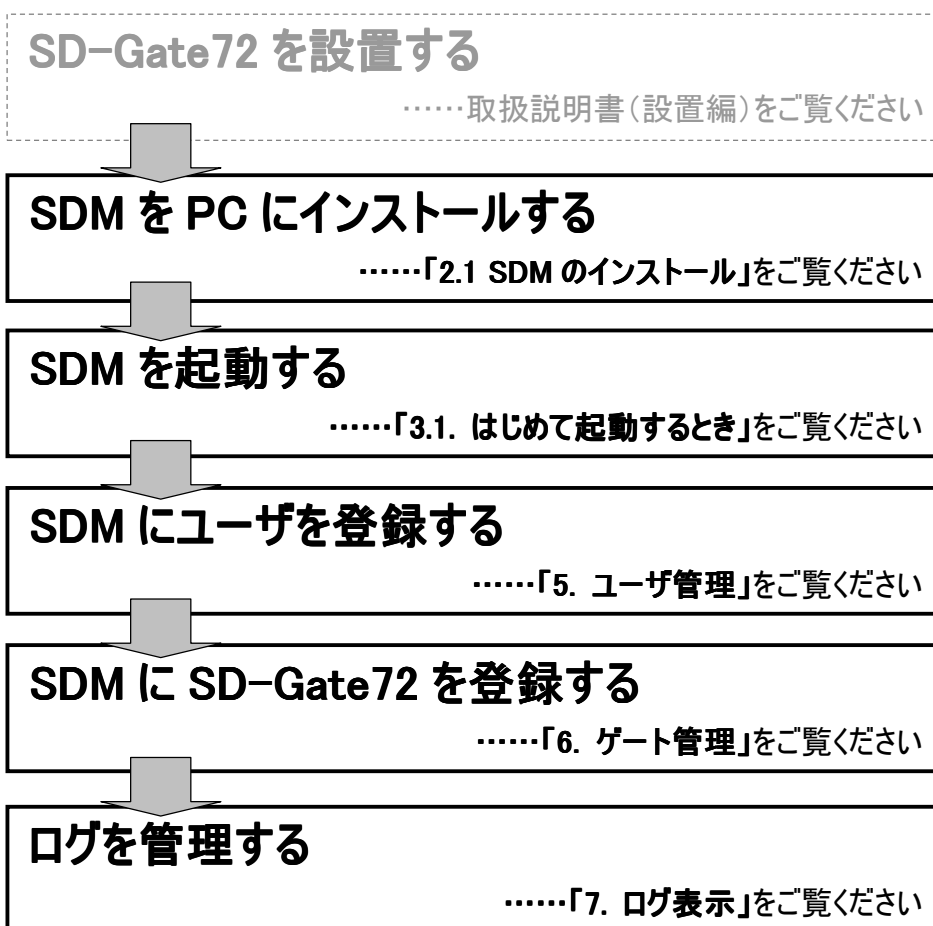 SD-Gate72 を設置する
……取扱説明書（設置編）をご覧ください
SDM を PC にインストールする
……「2.1 SDM のインストール」をご覧ください
SDM を起動する
……「3.1. はじめて起動するとき」をご覧ください
SDM にユーザを登録する
……「5. ユーザ管理」をご覧ください
SDM に SD-Gate72 を登録する
……「6. ゲート管理」をご覧ください
ログを管理する
……「7. ログ表示」をご覧ください